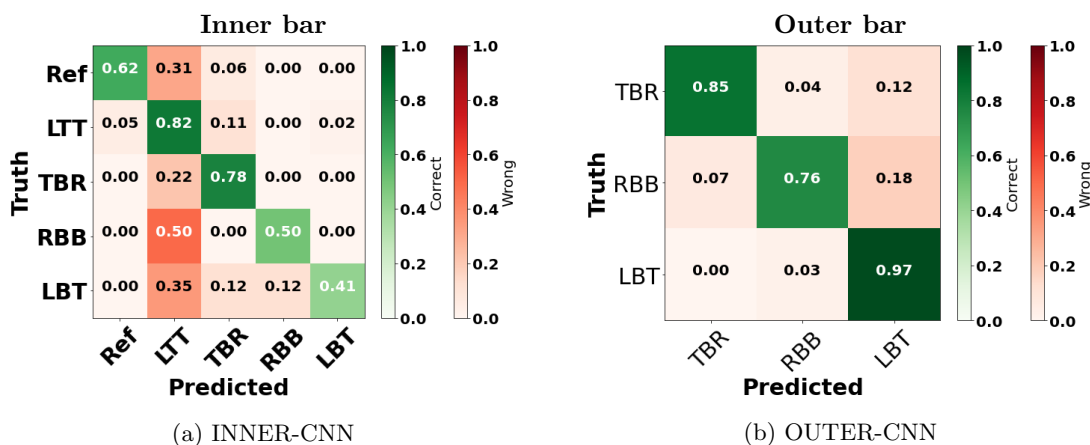 Inner bar
Ref 0.62 0.31 0.06 0.00 0.00
LTT 0.05 0.82 0.11 0.00 0.02
TBR 0.00 0.22 0.78 0.00 0.00
RBB 0.00 0.50 0.00 0.50 0.00
LBT 0.00 0.35 0.12 0.12 0.41
Truth
Ref LTT TBR RBB LBT
Predicted
1.0
0.8
0.6
0.4
0.2
0.0
Correct
1.0
0.8
0.6
0.4
0.2
0.0
Wrong
(a) INNER-CNN
Outer bar
TBR 0.85 0.04 0.12
RBB 0.07 0.76 0.18
LBT 0.00 0.03 0.97
Truth
TBR RBB LBT
Predicted
1.0
0.8
0.6
0.4
0.2
0.0
Correct
1.0
0.8
0.6
0.4
0.2
0.0
Wrong
(b) OUTER-CNN